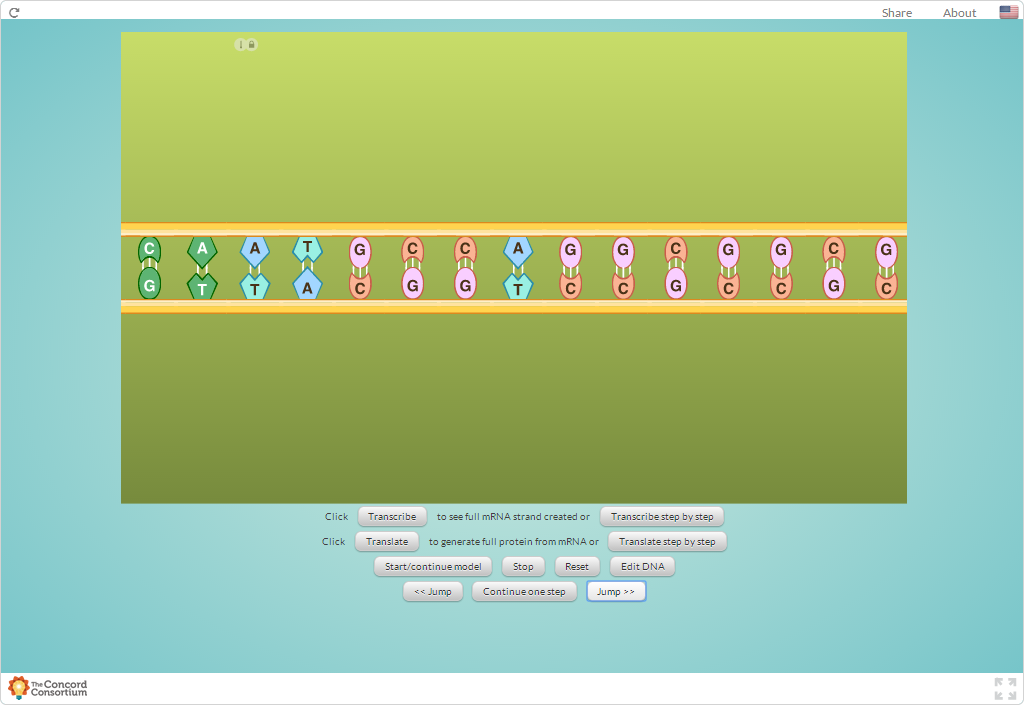 Share About
C A A T G C C A G G C G G C G
G T T A C G G T C C G C C G C
Click Transcribe to see full mRNA strand created or Transcribe step by step
Click Translate to generate full protein from mRNA or Translate step by step
Start/continue model Stop Reset Edit DNA
<< Jump Continue one step Jump >>
The Concord
Consortium